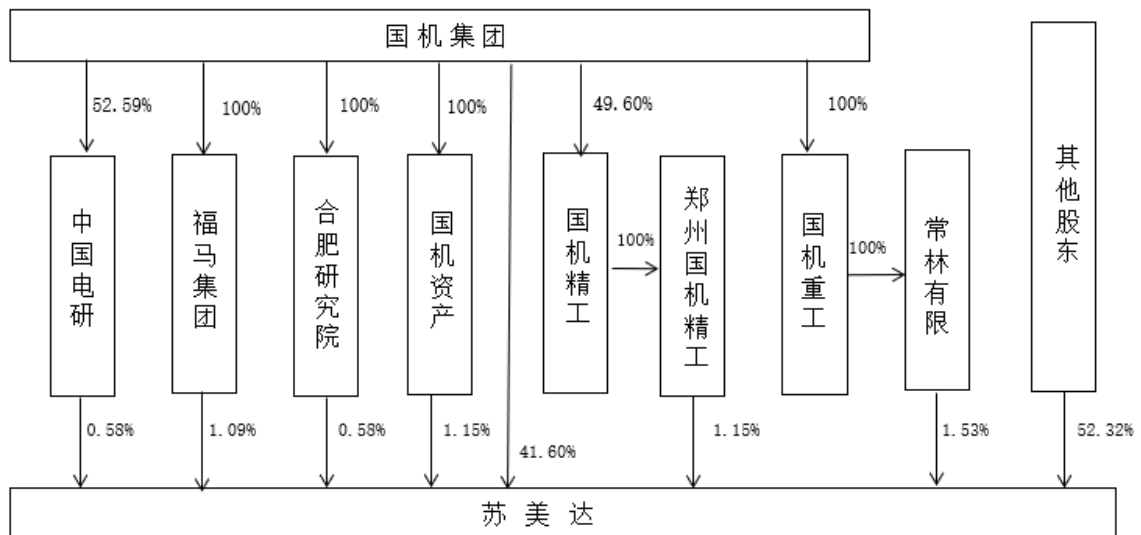 国机集团
52.59%
100%
100%
100%
49.60%
100%
中国电研
福马集团
合肥研究院
国机资产
国机精工
100%
郑州国机精工
国机重工
100%
常林有限
其他股东
0.58%
1.09%
0.58%
1.15%
41.60%
1.15%
1.53%
52.32%
苏美达